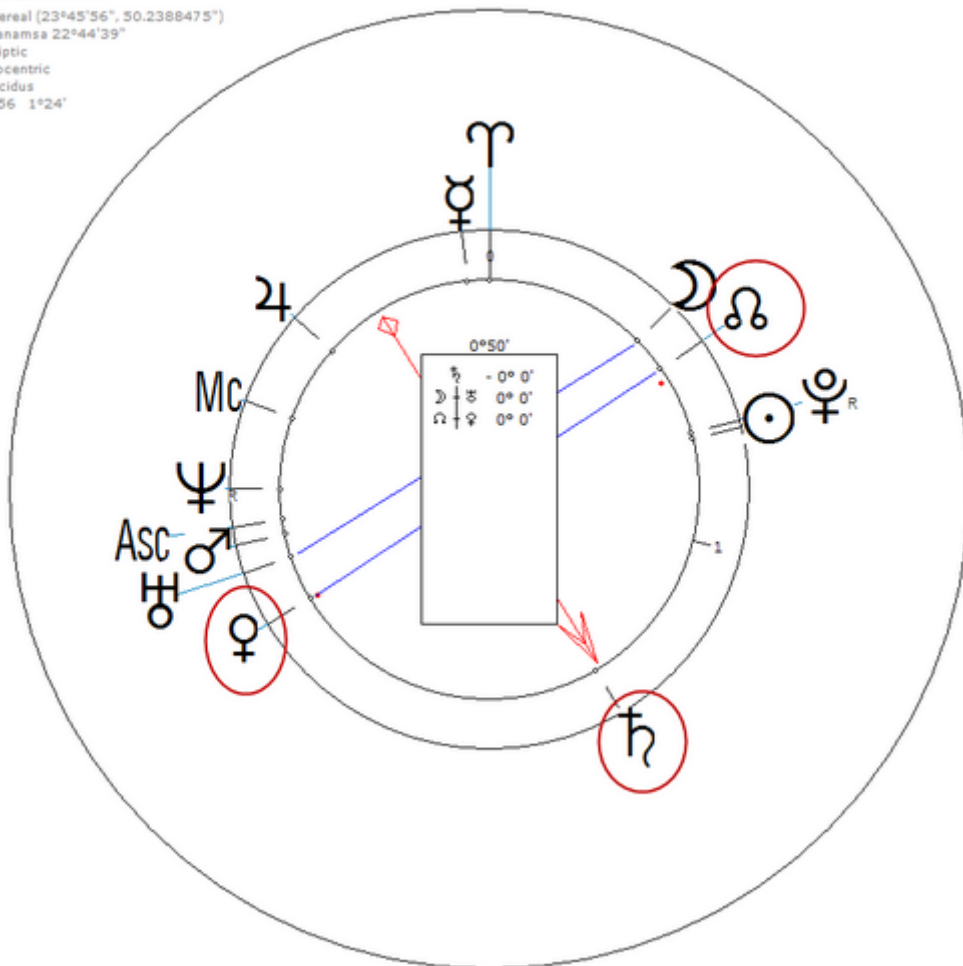 ereal (23°45'56", 50.2388475")
anamsa 22°44'39"
iptic
ocentric
cidus
56 1°24'
♈
☿
0
☽
☊
♃
0°50'
♄ - 0° 0'
☽ ┼ ♅ 0° 0'
☊ ┼ ♀ 0° 0'
Mc
☉
♇ R
♆
R
Asc
♂
1
♅
♀
♄